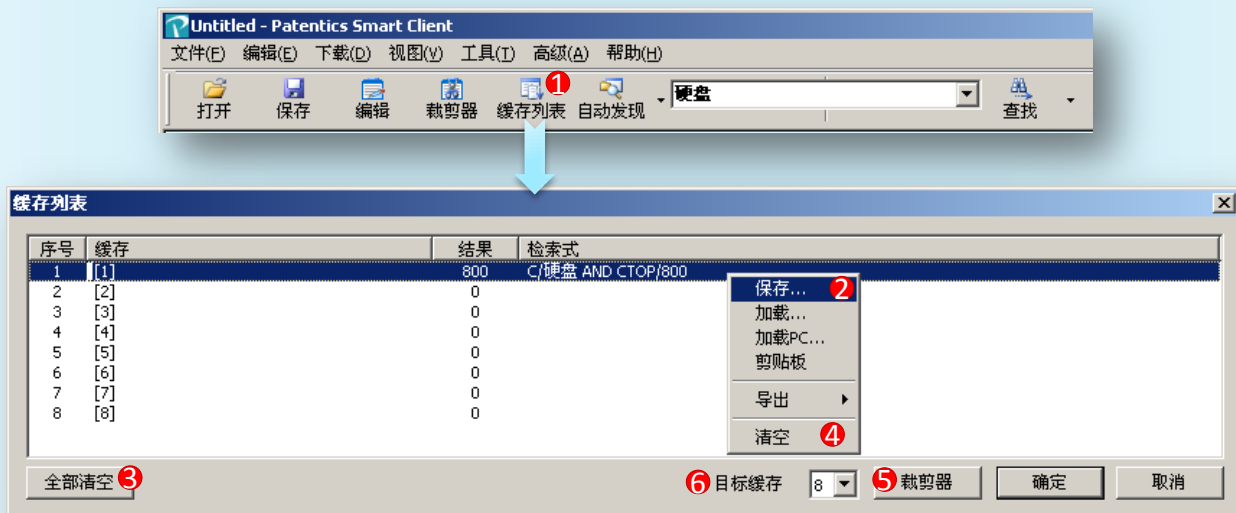 Untitled - Patentics Smart Client
文件(F) 编辑(E) 下载(D) 视图(V) 工具(T) 高级(A) 帮助(H)
打开 保存 编辑 裁剪器 缓存列表 1 自动发现 硬盘 查找
缓存列表
序号 缓存 结果 检索式
1 [1] 800 C/硬盘 AND CTOP/800
2 [2] 0
3 [3] 0
4 [4] 0
5 [5] 0
6 [6] 0
7 [7] 0
8 [8] 0
保存... 2
加载...
加载PC...
剪贴板
导出
清空 4
全部清空 3 6 目标缓存 8 5 裁剪器 确定 取消